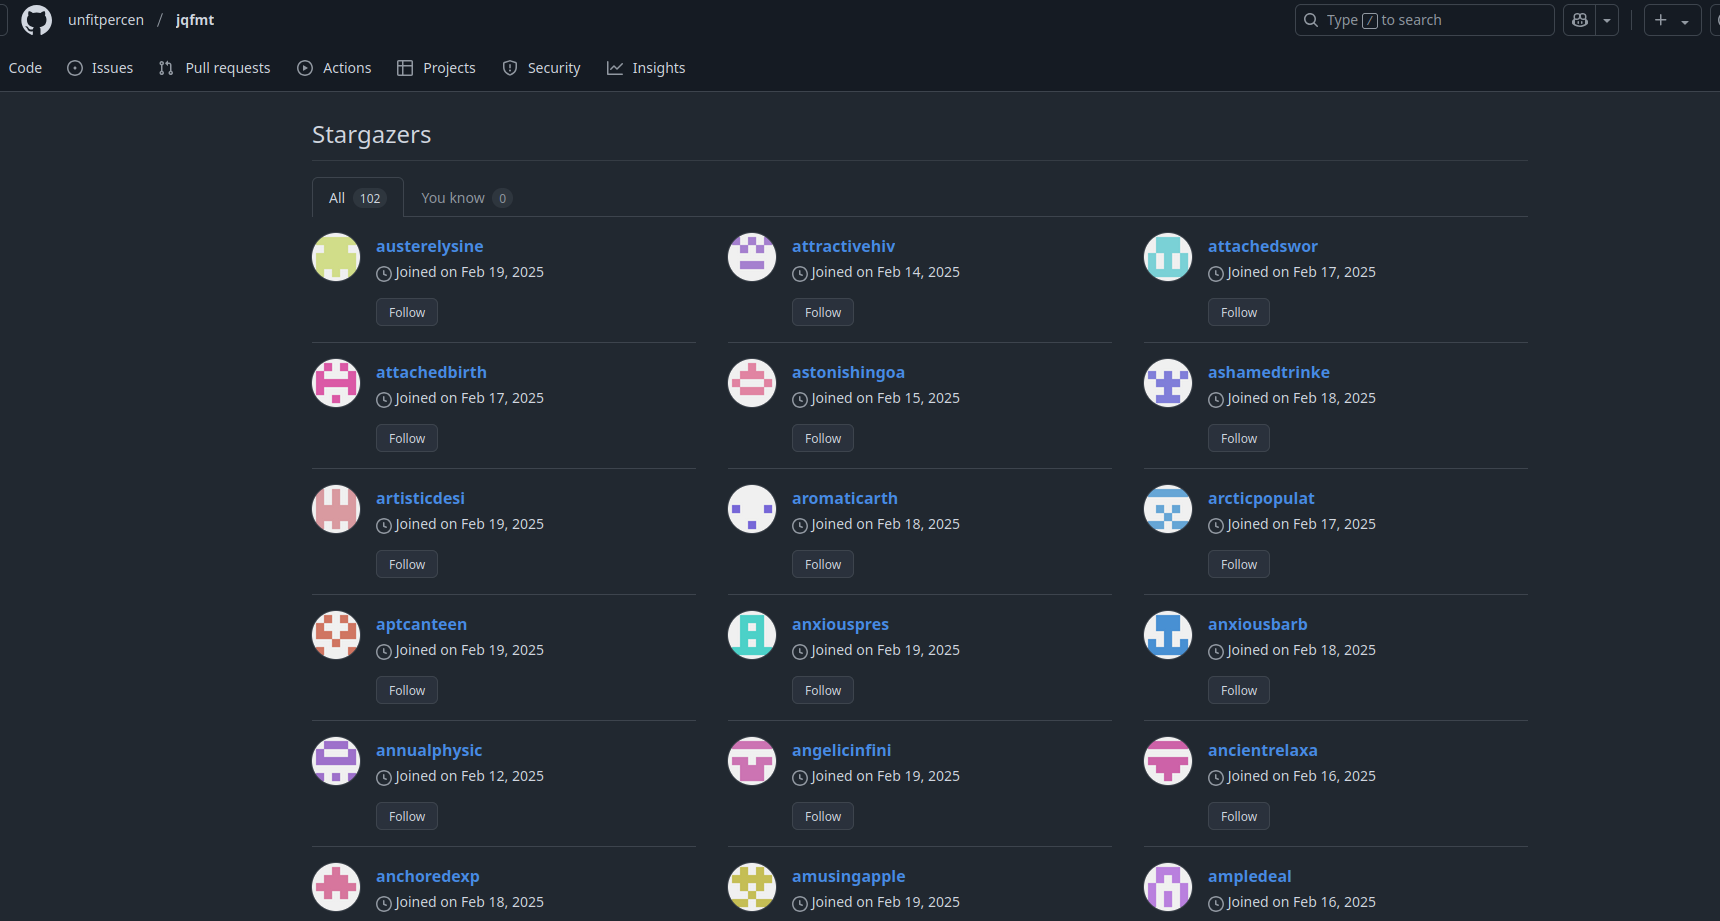 unfitpercen / jqfmt
Type / to search
Code Issues Pull requests Actions Projects Security Insights
Stargazers
All 102 You know 0
austerelysine attractivehiv attachedswor
Joined on Feb 19, 2025 Joined on Feb 14, 2025 Joined on Feb 17, 2025
Follow Follow Follow
attachedbirth astonishingoa ashamedtrinke
Joined on Feb 17, 2025 Joined on Feb 15, 2025 Joined on Feb 18, 2025
Follow Follow Follow
artisticdesi aromaticarth arcticpopulat
Joined on Feb 19, 2025 Joined on Feb 18, 2025 Joined on Feb 17, 2025
Follow Follow Follow
aptcanteen anxiouspres anxiousbarb
Joined on Feb 19, 2025 Joined on Feb 19, 2025 Joined on Feb 18, 2025
Follow Follow Follow
annualphysic angelicinfini ancientrelaxa
Joined on Feb 12, 2025 Joined on Feb 19, 2025 Joined on Feb 16, 2025
Follow Follow Follow
anchoredexp amusingapple ampledeal
Joined on Feb 18, 2025 Joined on Feb 19, 2025 Joined on Feb 16, 2025